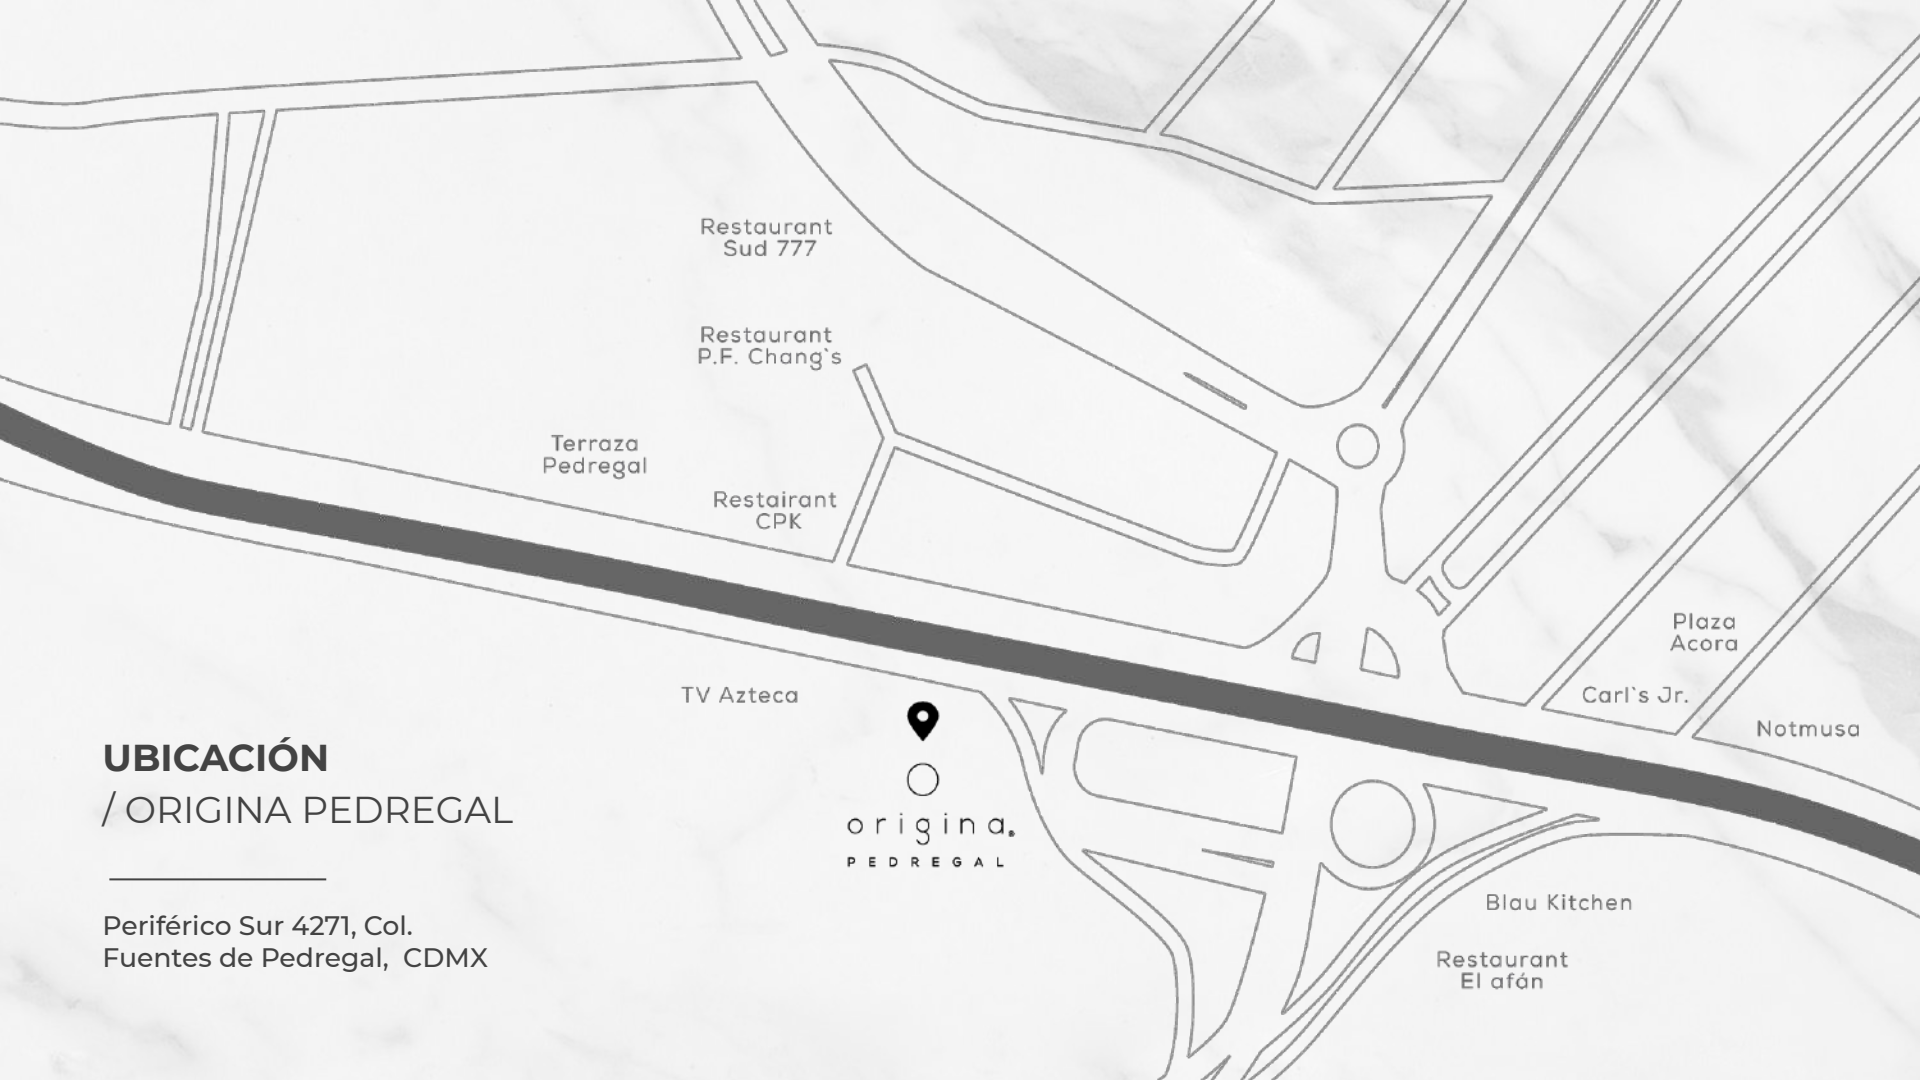 Restaurant
Sud 777
Restaurant
P.F. Chang`s
Terraza
Pedregal
Restairant
CPK
Plaza
Acora
TV Azteca
Carl`s Jr.
Notmusa
UBICACIÓN
/ ORIGINA PEDREGAL
origina®
PEDREGAL
Blau Kitchen
Periférico Sur 4271, Col.
Fuentes de Pedregal, CDMX
Restaurant
El afán